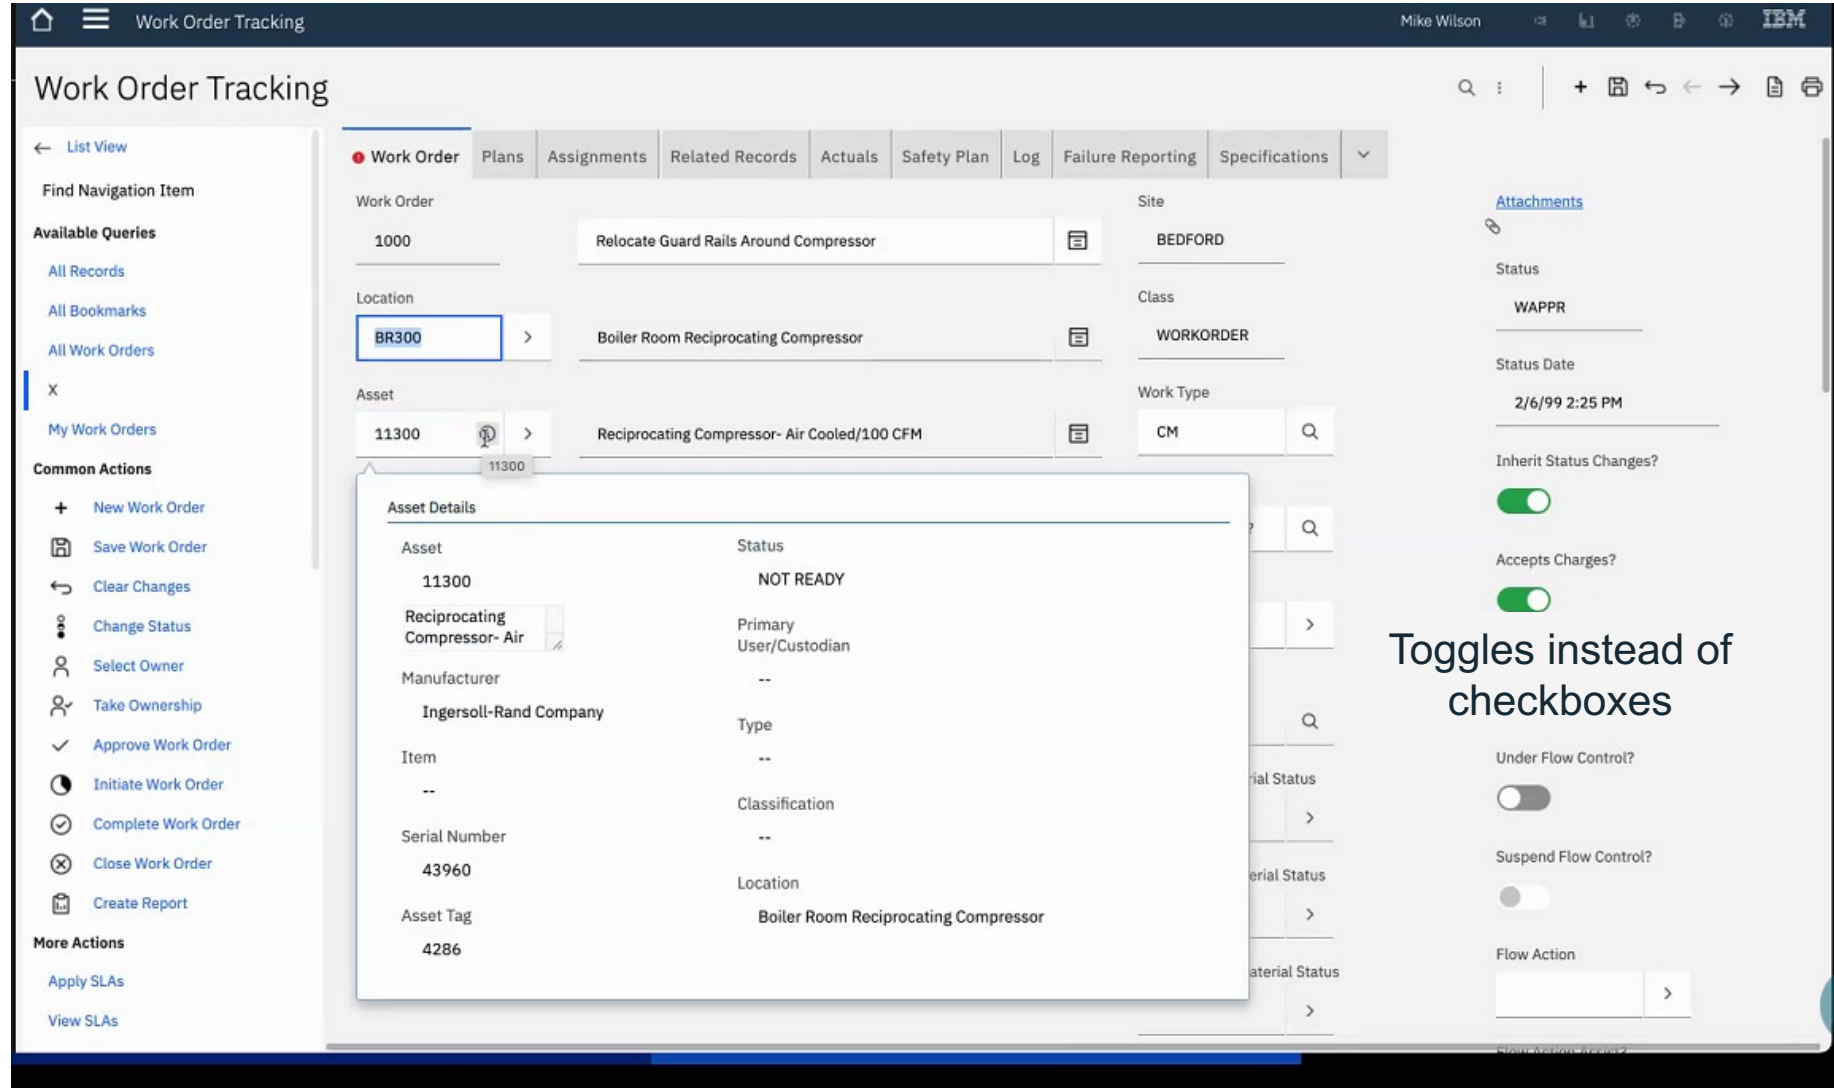 Work Order Tracking
Mike Wilson
IBM
Work Order Tracking
List View
Find Navigation Item
Available Queries
All Records
All Bookmarks
All Work Orders
X
My Work Orders
Common Actions
New Work Order
Save Work Order
Clear Changes
Change Status
Select Owner
Take Ownership
Approve Work Order
Initiate Work Order
Complete Work Order
Close Work Order
Create Report
More Actions
Apply SLAs
View SLAs
Work Order Plans Assignments Related Records Actuals Safety Plan Log Failure Reporting Specifications
Work Order
1000
Relocate Guard Rails Around Compressor
Location
BR300
Boiler Room Reciprocating Compressor
Asset
11300
Reciprocating Compressor- Air Cooled/100 CFM
11300
Asset Details
Asset
11300
Reciprocating
Compressor- Air
Manufacturer
Ingersoll-Rand Company
Item
--
Serial Number
43960
Asset Tag
4286
Status
NOT READY
Primary
User/Custodian
--
Type
--
Classification
--
Location
Boiler Room Reciprocating Compressor
Site
BEDFORD
Class
WORKORDER
Work Type
CM
?
Status
Status
Status
Attachments
Status
WAPPR
Status Date
2/6/99 2:25 PM
Inherit Status Changes?
Accepts Charges?
Toggles instead of
checkboxes
Under Flow Control?
Suspend Flow Control?
Flow Action